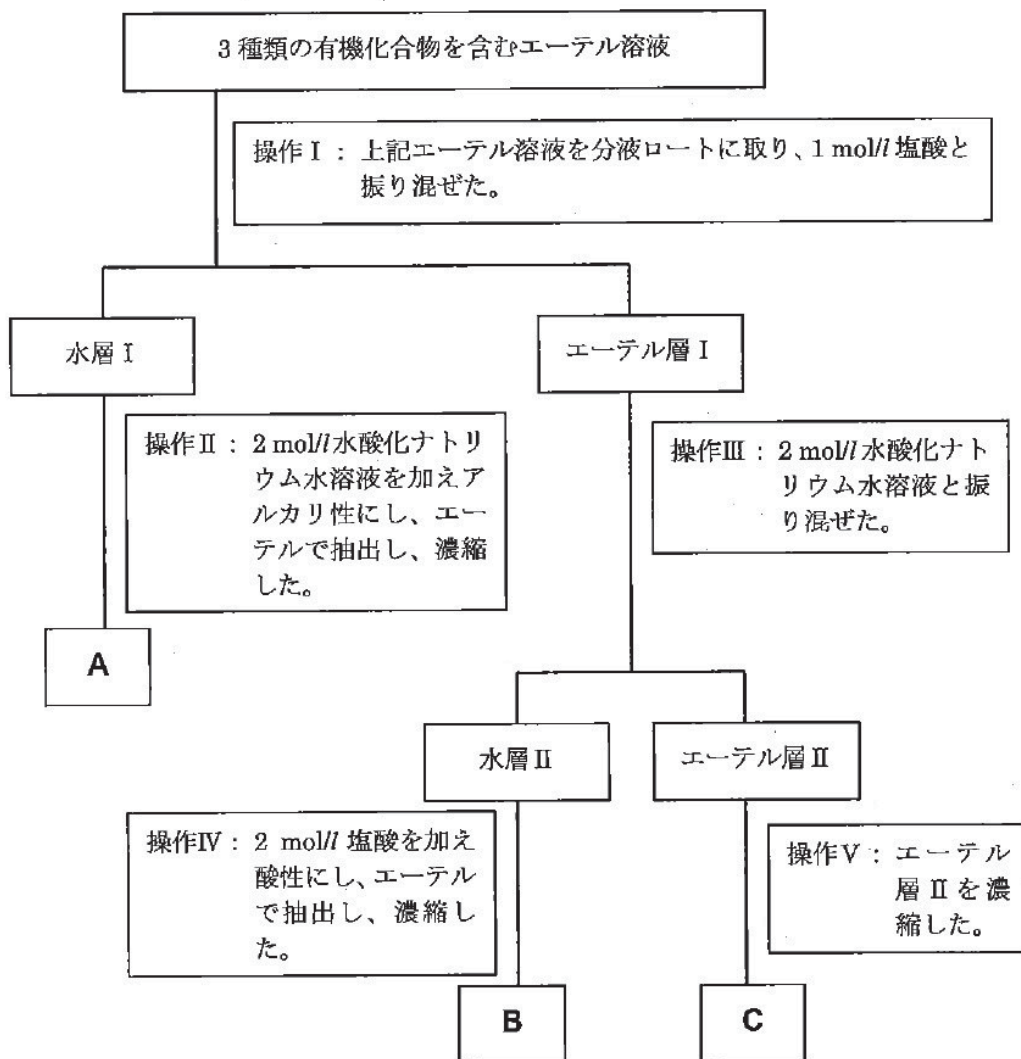 3種類の有機化合物を含むエーテル溶液
操作Ⅰ：上記エーテル溶液を分液ロートに取り、1 mol/l 塩酸と
振り混ぜた。
水層Ⅰ
エーテル層Ⅰ
操作Ⅱ：2 mol/l水酸化ナトリ
ウム水溶液を加えア
ルカリ性にし、エー
テルで抽出し、濃縮
した。
操作Ⅲ：2 mol/l水酸化ナト
リウム水溶液と振
り混ぜた。
A
水層Ⅱ
エーテル層Ⅱ
操作Ⅳ：2 mol/l 塩酸を加え
酸性にし、エーテル
で抽出し、濃縮し
た。
操作Ⅴ：エーテル
層Ⅱを濃
縮した。
B
C